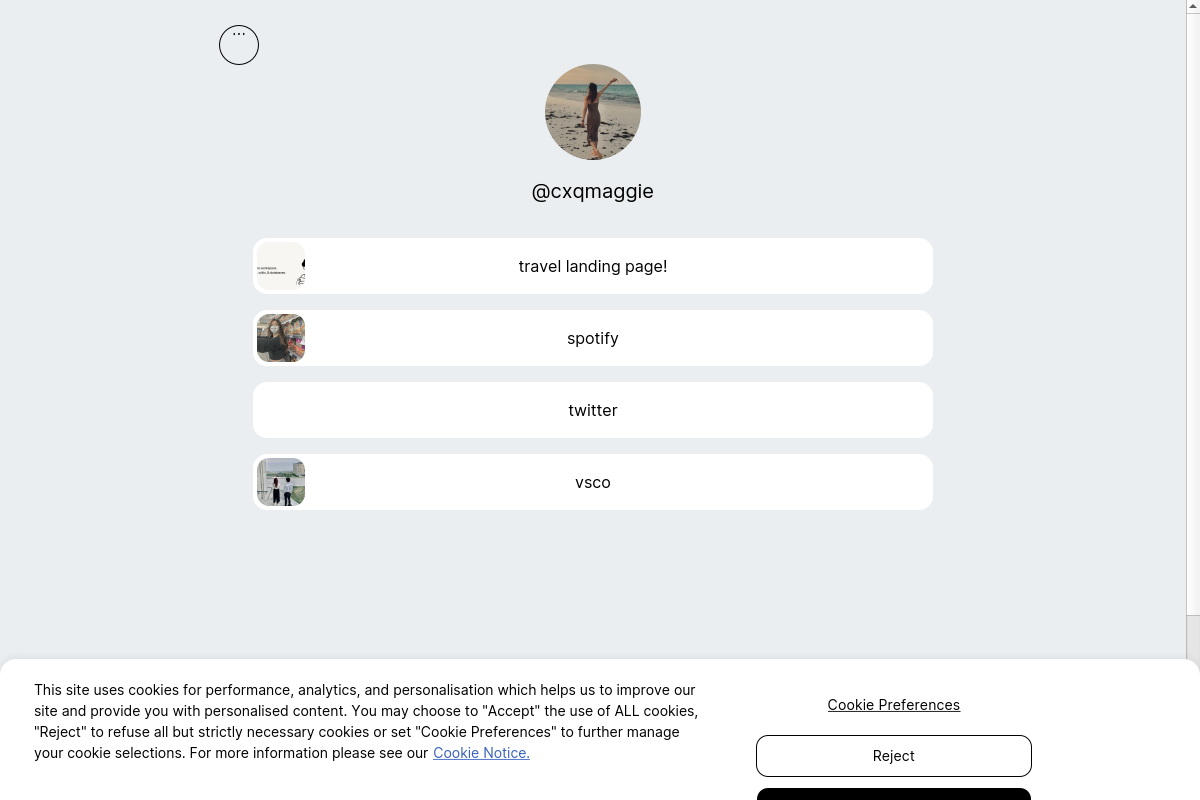 ...
@cxqmaggie
travel landing page!
spotify
twitter
vsco
This site uses cookies for performance, analytics, and personalisation which helps us to improve our
site and provide you with personalised content. You may choose to "Accept" the use of ALL cookies,
"Reject" to refuse all but strictly necessary cookies or set "Cookie Preferences" to further manage
your cookie selections. For more information please see our Cookie Notice.
Cookie Preferences
Reject